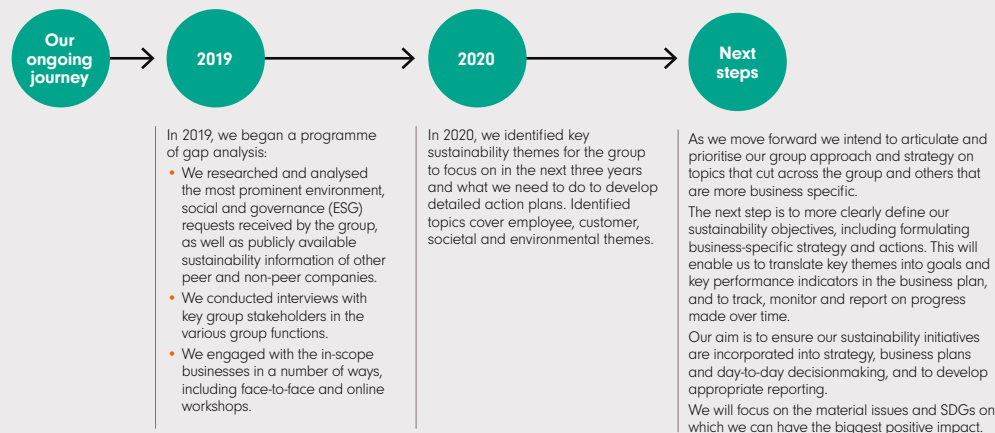 Our
ongoing
journey
2019
2020
Next
steps
In 2019, we began a programme
of gap analysis:
• We researched and analysed
the most prominent environment,
social and governance (ESG)
requests received by the group,
as well as publicly available
sustainability information of other
peer and non-peer companies.
• We conducted interviews with
key group stakeholders in the
various group functions.
• We engaged with the in-scope
businesses in a number of ways,
including face-to-face and online
workshops.
In 2020, we identified key
sustainability themes for the group
to focus on in the next three years
and what we need to do to develop
detailed action plans. Identified
topics cover employee, customer,
societal and environmental themes.
As we move forward we intend to articulate and
prioritise our group approach and strategy on
topics that cut across the group and others that
are more business specific.
The next step is to more clearly define our
sustainability objectives, including formulating
business-specific strategy and actions. This will
enable us to translate key themes into goals and
key performance indicators in the business plan,
and to track, monitor and report on progress
made over time.
Our aim is to ensure our sustainability initiatives
are incorporated into strategy, business plans
and day-to-day decisionmaking, and to develop
appropriate reporting.
We will focus on the material issues and SDGs on
which we can have the biggest positive impact.